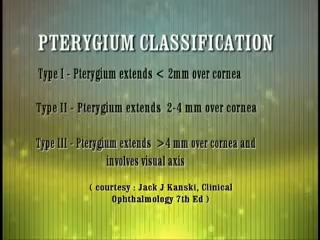 PTERYGIUM CLASSIFICATION
Type I - Pterygium extends < 2mm over cornea
Type II - Pterygium extends 2-4 mm over cornea
Type III - Pterygium extends >4 mm over cornea and
involves visual axis
( courtesy : Jack J Kanski, Clinical
Ophthalmology 7th Ed )